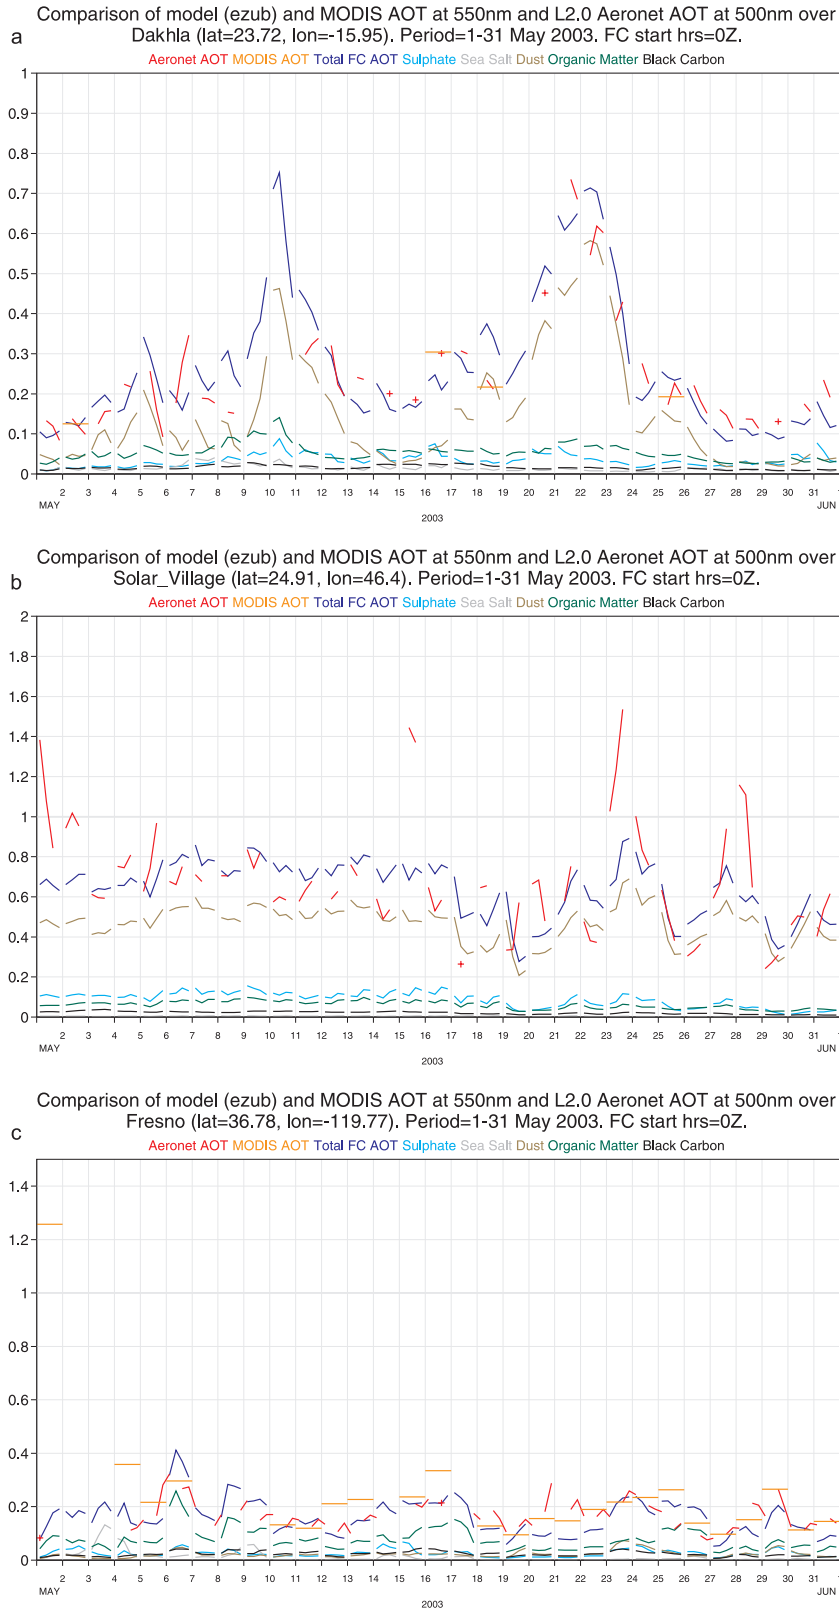 Comparison of model (ezub) and MODIS AOT at 550nm and L2.0 Aeronet AOT at 500nm over
a
Dakhla (lat=23.72, lon=-15.95). Period=1-31 May 2003. FC start hrs=0Z.
Aeronet AOT MODIS AOT Total FC AOT Sulphate Sea Salt Dust Organic Matter Black Carbon
1
0.9
0.8
0.7
0.6
0.5
0.4
0.3
0.2
0.1
0
2 3 4 5 6 7 8 9 10 11 12 13 14 15 16 17 18 19 20 21 22 23 24 25 26 27 28 29 30 31 1
MAY JUN
2003
Comparison of model (ezub) and MODIS AOT at 550nm and L2.0 Aeronet AOT at 500nm over
b
Solar_Village (lat=24.91, lon=46.4). Period=1-31 May 2003. FC start hrs=0Z.
Aeronet AOT MODIS AOT Total FC AOT Sulphate Sea Salt Dust Organic Matter Black Carbon
2
1.8
1.6
1.4
1.2
1
0.8
0.6
0.4
0.2
0
2 3 4 5 6 7 8 9 10 11 12 13 14 15 16 17 18 19 20 21 22 23 24 25 26 27 28 29 30 31 1
MAY JUN
2003
Comparison of model (ezub) and MODIS AOT at 550nm and L2.0 Aeronet AOT at 500nm over
c
Fresno (lat=36.78, lon=-119.77). Period=1-31 May 2003. FC start hrs=0Z.
Aeronet AOT MODIS AOT Total FC AOT Sulphate Sea Salt Dust Organic Matter Black Carbon
1.4
1.2
1
0.8
0.6
0.4
0.2
0
2 3 4 5 6 7 8 9 10 11 12 13 14 15 16 17 18 19 20 21 22 23 24 25 26 27 28 29 30 31 1
MAY JUN
2003